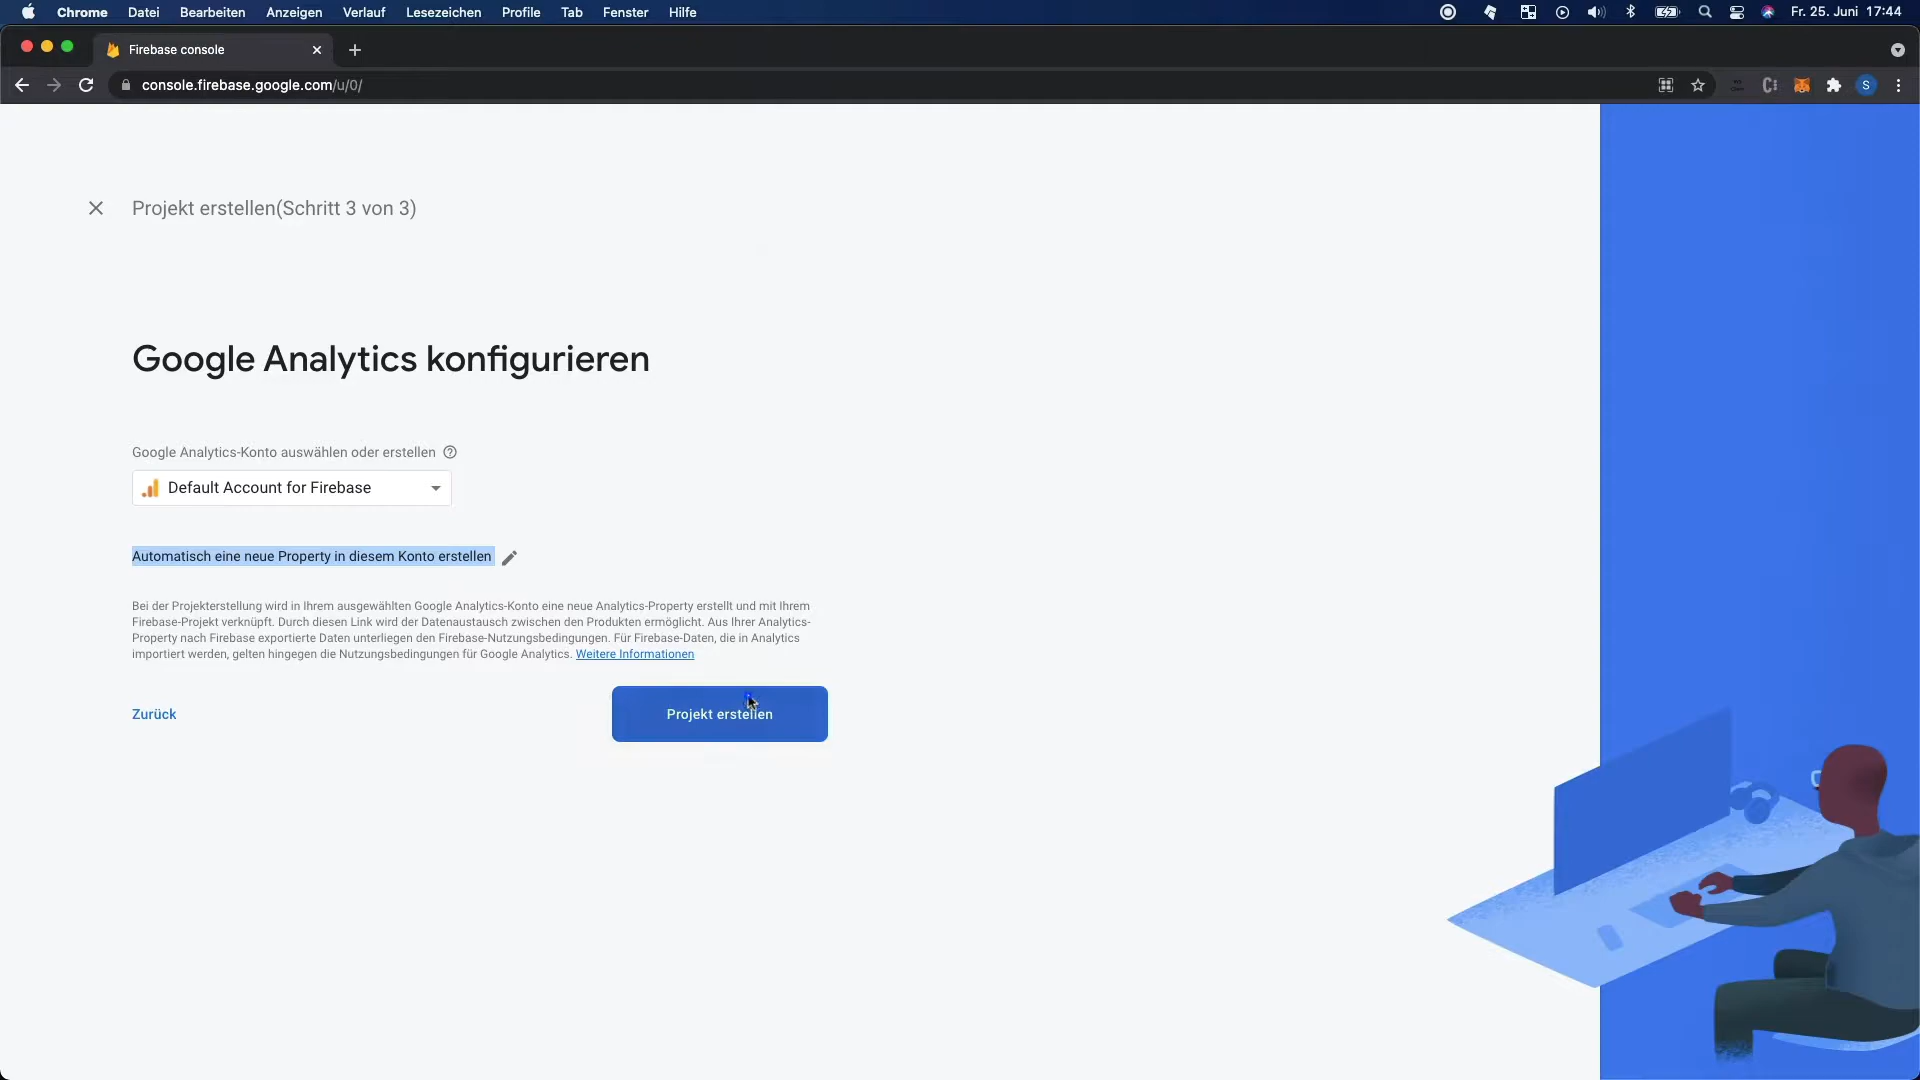 Chrome Datei Bearbeiten Anzeigen Verlauf Lesezeichen Profile Tab Fenster Hilfe Fr. 25. Juni 17:44
Firebase console
console.firebase.google.com/u/0/
S
Projekt erstellen(Schritt 3 von 3)
Google Analytics konfigurieren
Google Analytics-Konto auswählen oder erstellen
Default Account for Firebase
Automatisch eine neue Property in diesem Konto erstellen
Bei der Projekterstellung wird in Ihrem ausgewählten Google Analytics-Konto eine neue Analytics-Property erstellt und mit Ihrem
Firebase-Projekt verknüpft. Durch diesen Link wird der Datenaustausch zwischen den Produkten ermöglicht. Aus Ihrer Analytics-
Property nach Firebase exportierte Daten unterliegen den Firebase-Nutzungsbedingungen. Für Firebase-Daten, die in Analytics
importiert werden, gelten hingegen die Nutzungsbedingungen für Google Analytics. Weitere Informationen
Zurück
Projekt erstellen